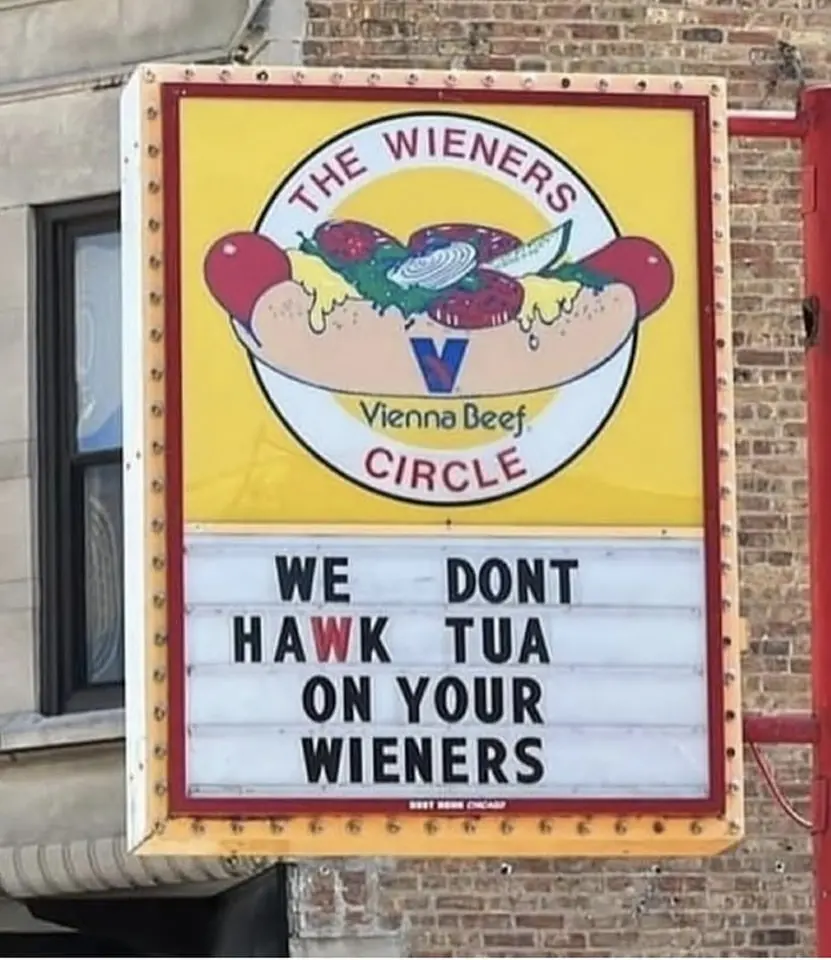 THE WIENERS
V
Vienna Beef
CIRCLE
WE DONT
HAWK TUA
ON YOUR
WIENERS